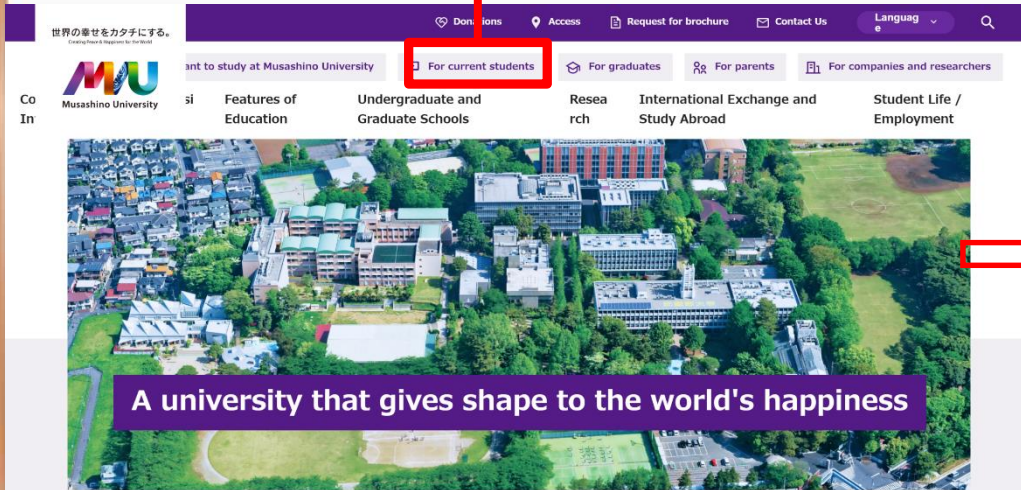 Donations
Access
Request for brochure
Contact Us
Languag
e
世界の幸せをカタチにする。
Creating Peace & Happiness for the World
MU
Musashino University
ant to study at Musashino University
For current students
For graduates
For parents
For companies and researchers
Co
In
si
Features of
Education
Undergraduate and
Graduate Schools
Resea
rch
International Exchange and
Study Abroad
Student Life /
Employment
A university that gives shape to the world's happiness